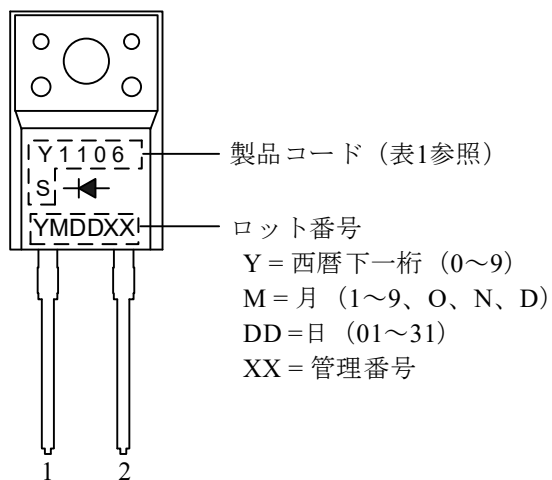 Y1106
S
YMDDXX
製品コード（表1参照）
ロット番号
Y = 西暦下一桁（0～9）
M = 月（1～9、O、N、D）
DD =日（01～31）
XX = 管理番号
1 2